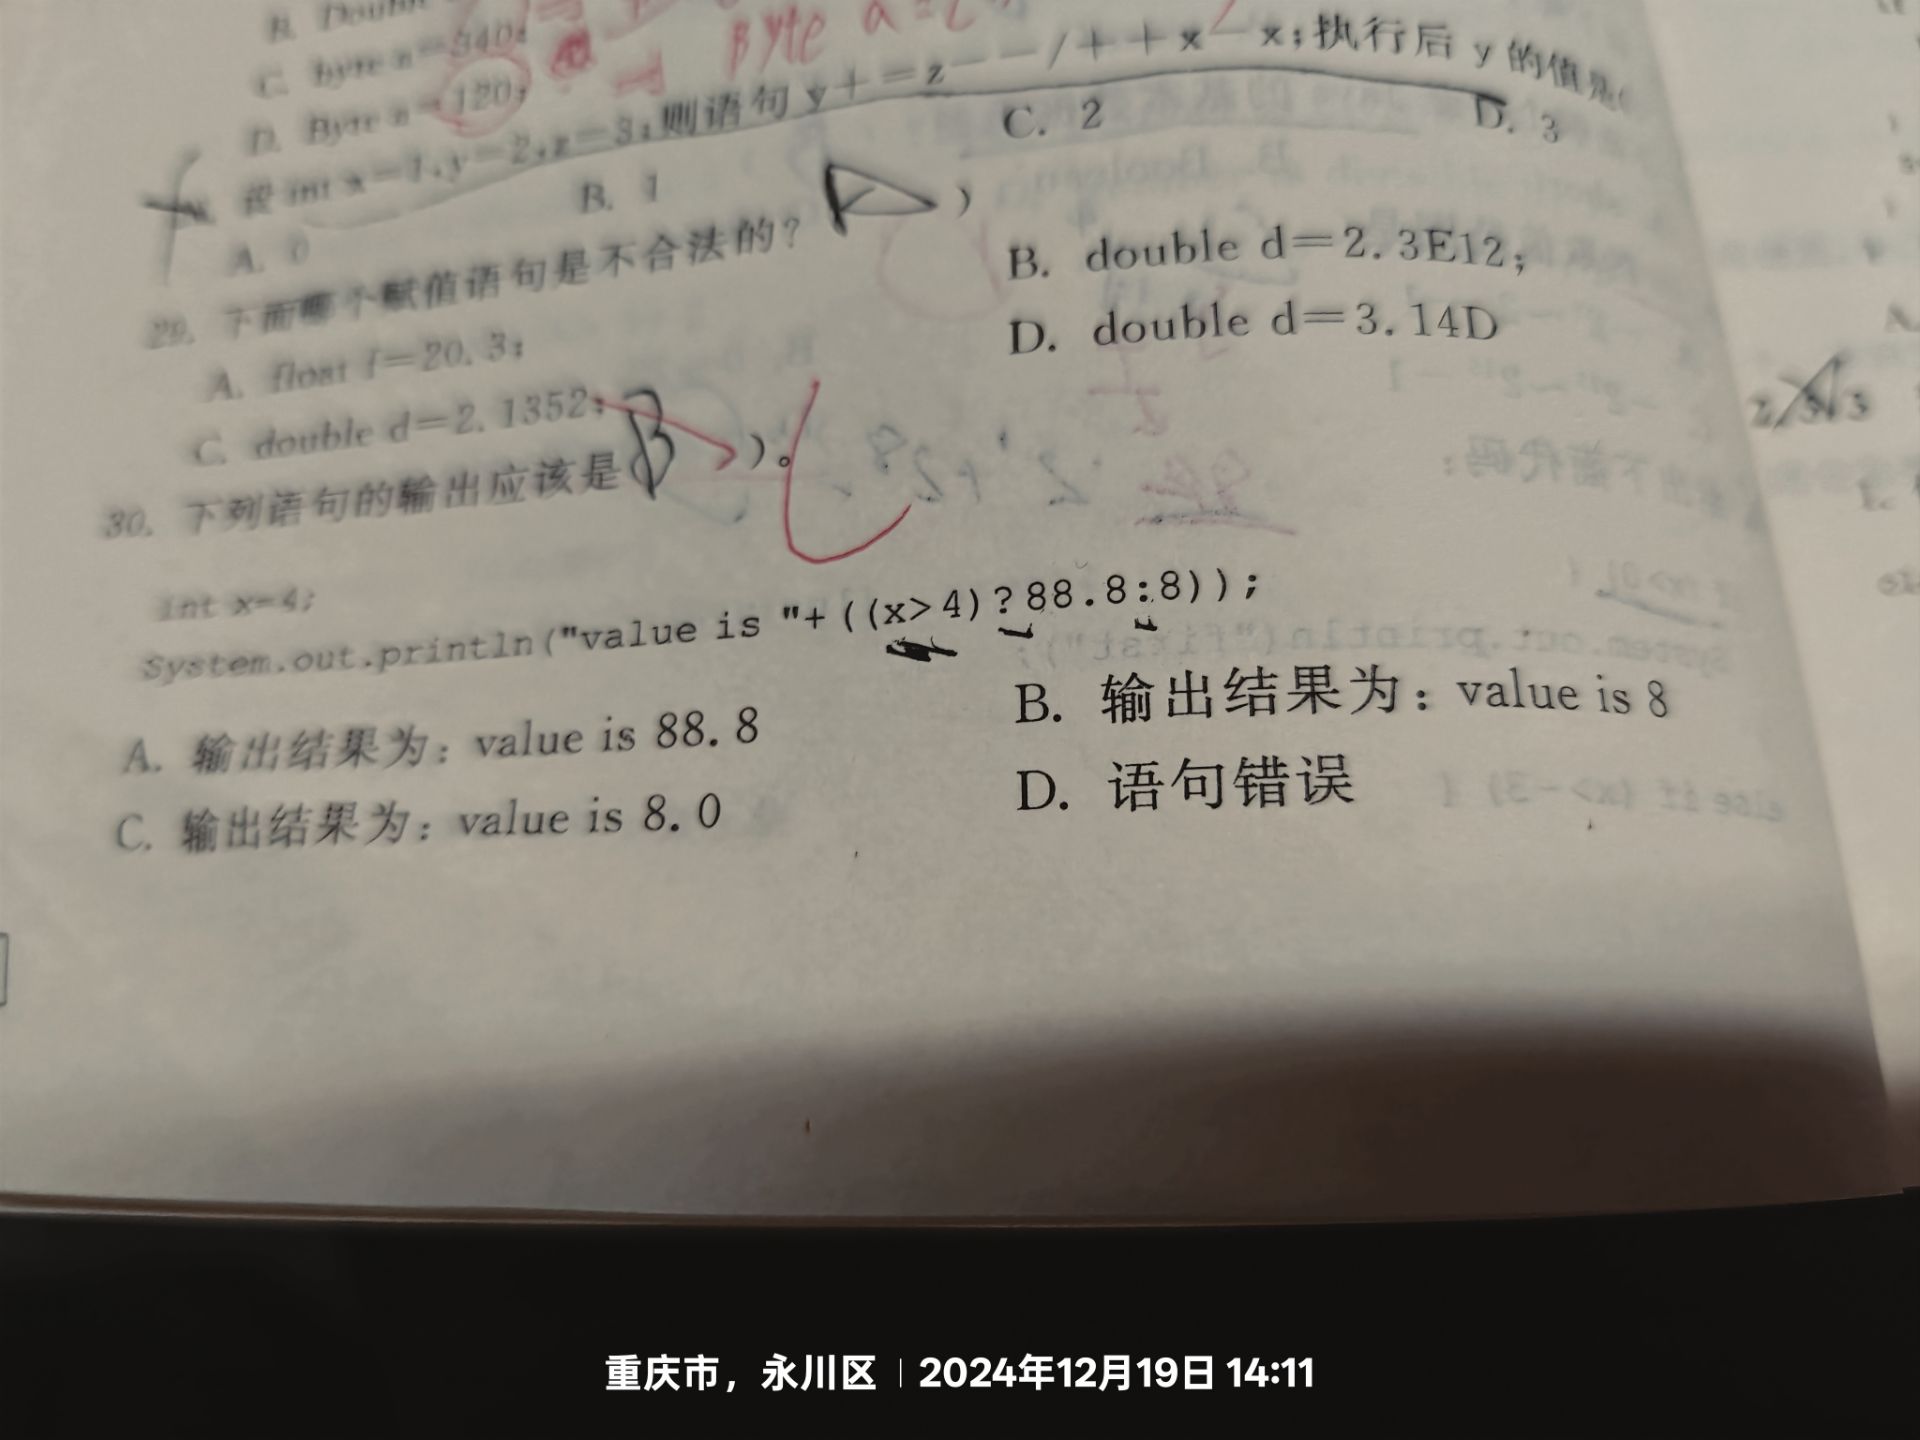 B. Double
C. byte a=340;
D. Byte a=120;
Byte a=
设 int x=1,y=2,z=3;则语句 y+=z--/++x-x;执行后 y 的值是(
A. 0 B. 1 C. 2 D. 3
29. 下面哪个赋值语句是不合法的? A )
A. float f=20.3; B. double d=2.3E12;
C. double d=2.1352; D. double d=3.14D
30. 下列语句的输出应该是 B )。 C
int x=4;
System.out.println("value is "+((x>4)?88.8:8));
A. 输出结果为: value is 88.8 B. 输出结果为: value is 8
C. 输出结果为: value is 8.0 D. 语句错误
重庆市，永川区 | 2024年12月19日 14:11